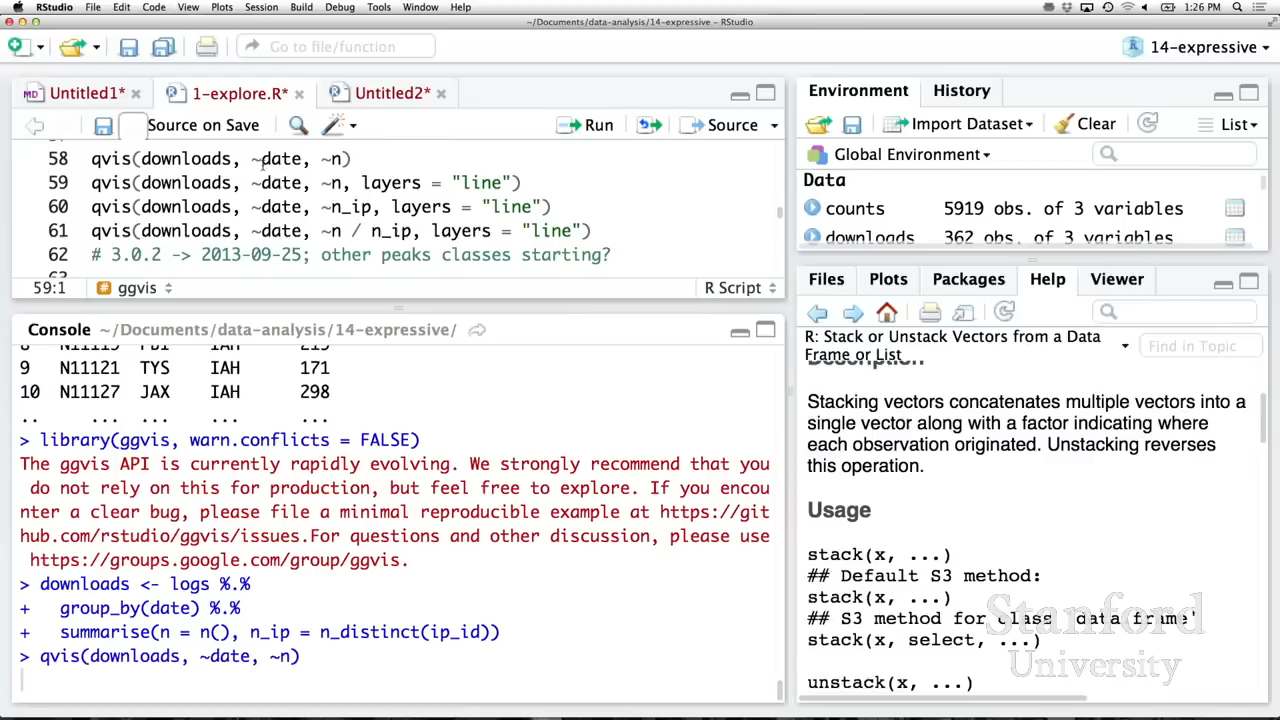 RStudio File Edit Code View Plots Session Build Debug Tools Window Help 1:26 PM
~/Documents/data-analysis/14-expressive - RStudio
Go to file/function 14-expressive
Untitled1* 1-explore.R* Untitled2*
Source on Save Run Source
58 qvis(downloads, ~date, ~n)
59 qvis(downloads, ~date, ~n, layers = "line")
60 qvis(downloads, ~date, ~n_ip, layers = "line")
61 qvis(downloads, ~date, ~n / n_ip, layers = "line")
62 # 3.0.2 -> 2013-09-25; other peaks classes starting?
59:1 ggvis R Script
Console ~/Documents/data-analysis/14-expressive/
9 N11121 TYS IAH 171
10 N11127 JAX IAH 298
.. ... ... ... ...
> library(ggvis, warn.conflicts = FALSE)
The ggvis API is currently rapidly evolving. We strongly recommend that you
do not rely on this for production, but feel free to explore. If you encou
nter a clear bug, please file a minimal reproducible example at https://git
hub.com/rstudio/ggvis/issues.For questions and other discussion, please use
https://groups.google.com/group/ggvis.
> downloads <- logs %.%
+ group_by(date) %.%
+ summarise(n = n(), n_ip = n_distinct(ip_id))
> qvis(downloads, ~date, ~n)
Environment History
Import Dataset Clear List
Global Environment
Data
counts 5919 obs. of 3 variables
downloads 362 obs. of 3 variables
Files Plots Packages Help Viewer
R: Stack or Unstack Vectors from a Data
Frame or List Find in Topic
Description
Stacking vectors concatenates multiple vectors into a
single vector along with a factor indicating where
each observation originated. Unstacking reverses
this operation.
Usage
stack(x, ...)
## Default S3 method:
stack(x, ...)
## S3 method for class 'data.frame'
stack(x, select, ...)
unstack(x, ...)
Stanford
University